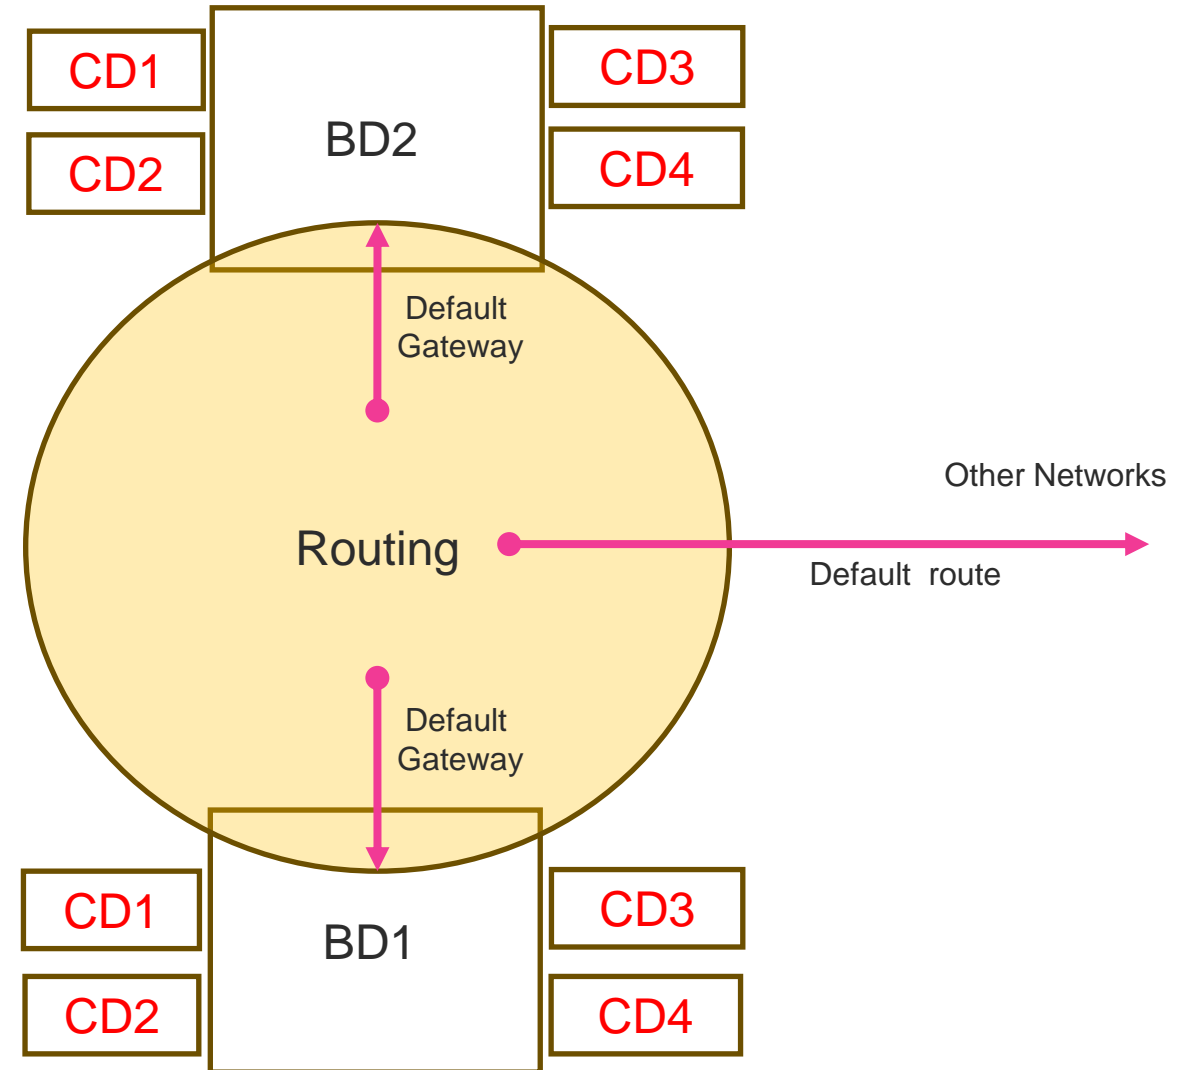 CD1
CD3
BD2
CD2
CD4
Default
Gateway
Other Networks
Routing
Default route
Default
Gateway
CD1
CD3
BD1
CD2
CD4